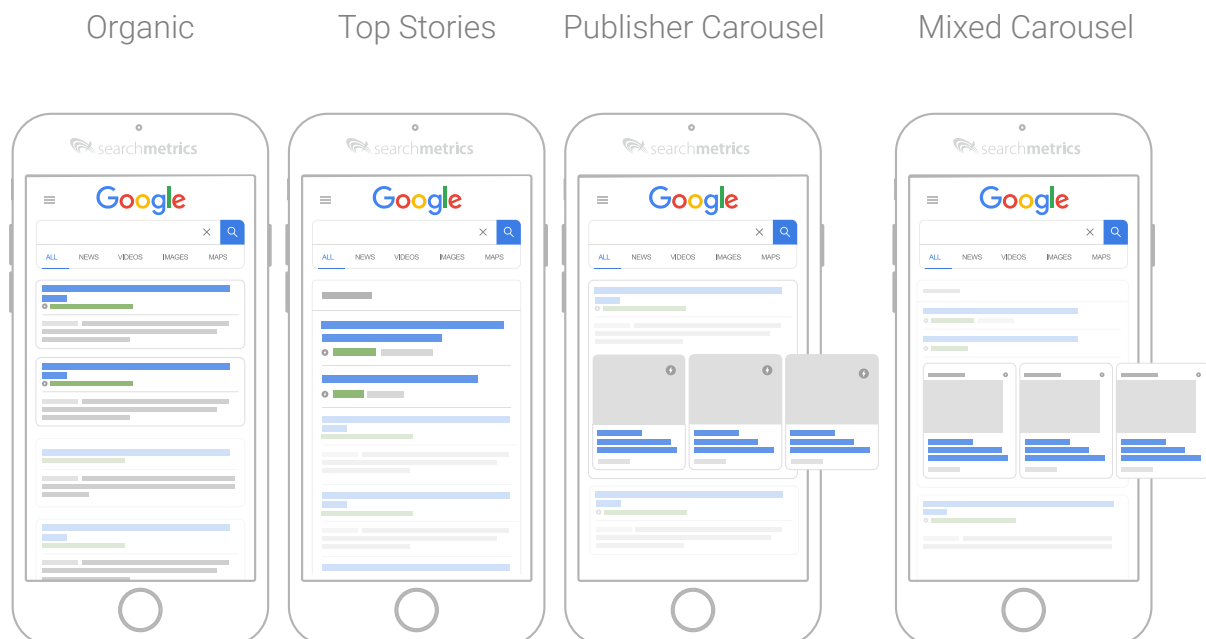 Organic
Top Stories
Publisher Carousel
Mixed Carousel
searchmetrics
Google
ALL NEWS VIDEOS IMAGES MAPS
searchmetrics
Google
ALL NEWS VIDEOS IMAGES MAPS
searchmetrics
Google
ALL NEWS VIDEOS IMAGES MAPS
searchmetrics
Google
ALL NEWS VIDEOS IMAGES MAPS